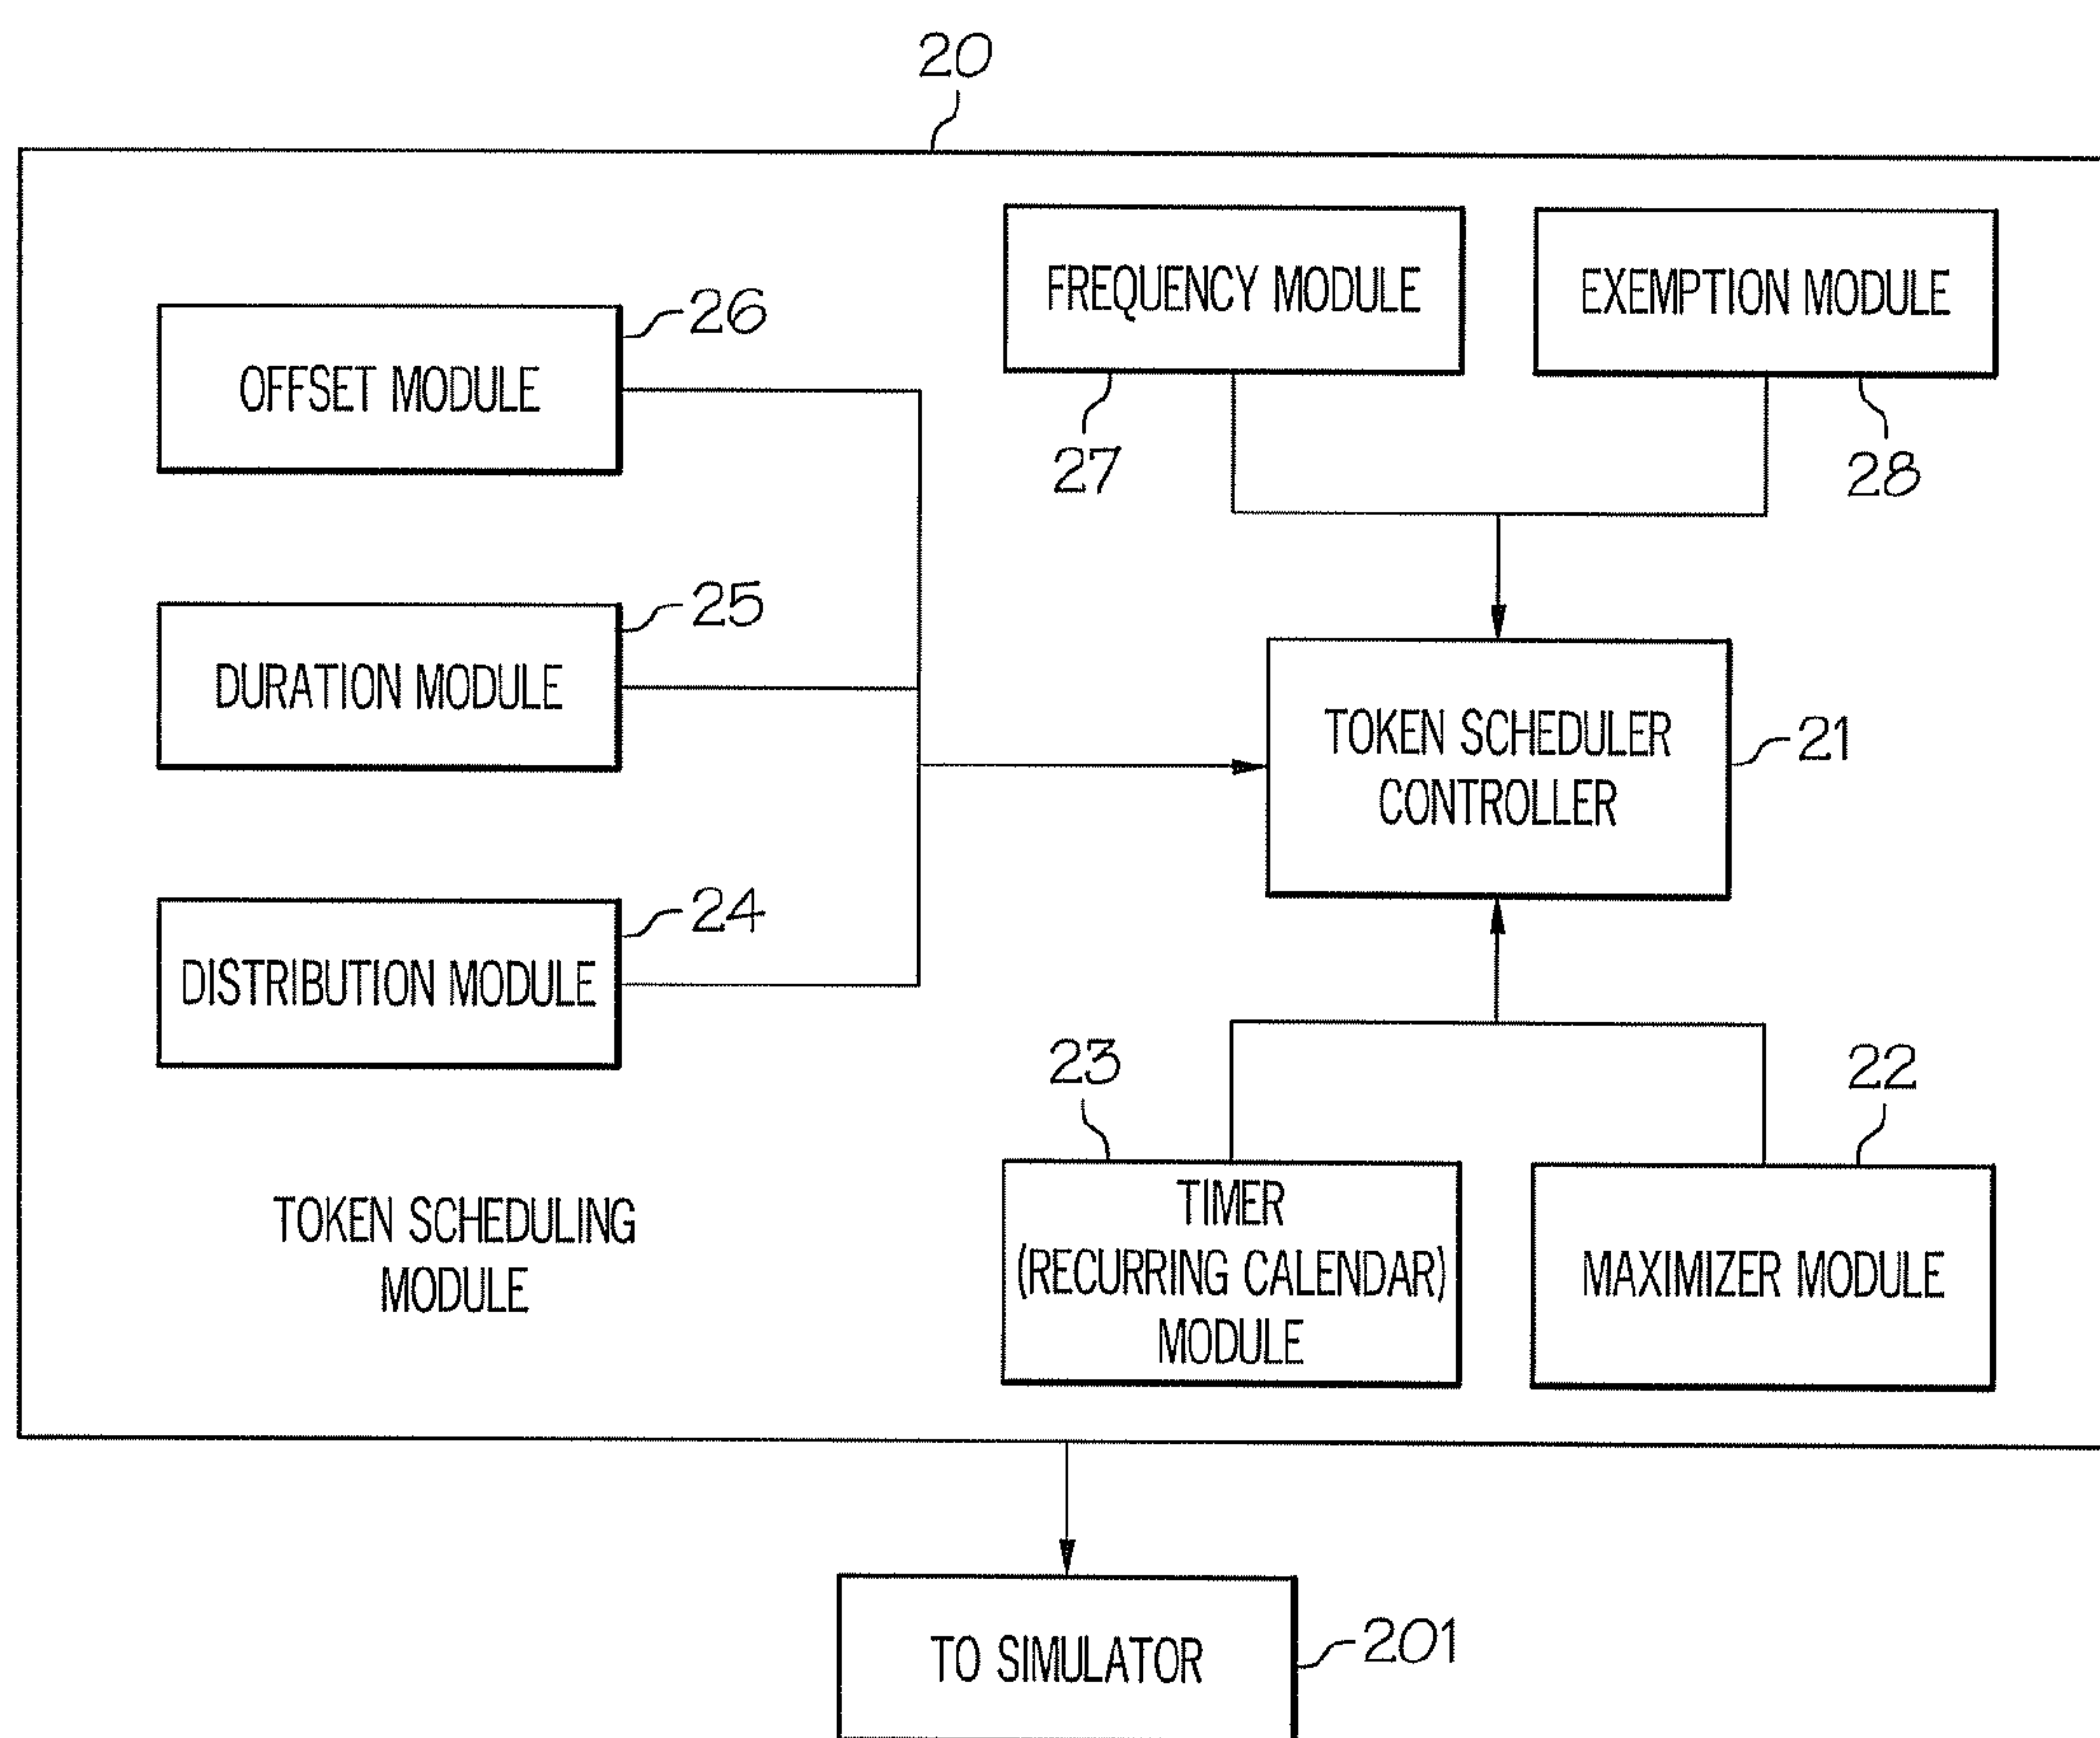 20
FREQUENCY MODULE
EXEMPTION MODULE
26
OFFSET MODULE
27
28
25
DURATION MODULE
TOKEN SCHEDULER
CONTROLLER
21
24
DISTRIBUTION MODULE
23
22
TIMER
(RECURRING CALENDAR)
MODULE
MAXIMIZER MODULE
TOKEN SCHEDULING
MODULE
TO SIMULATOR
201